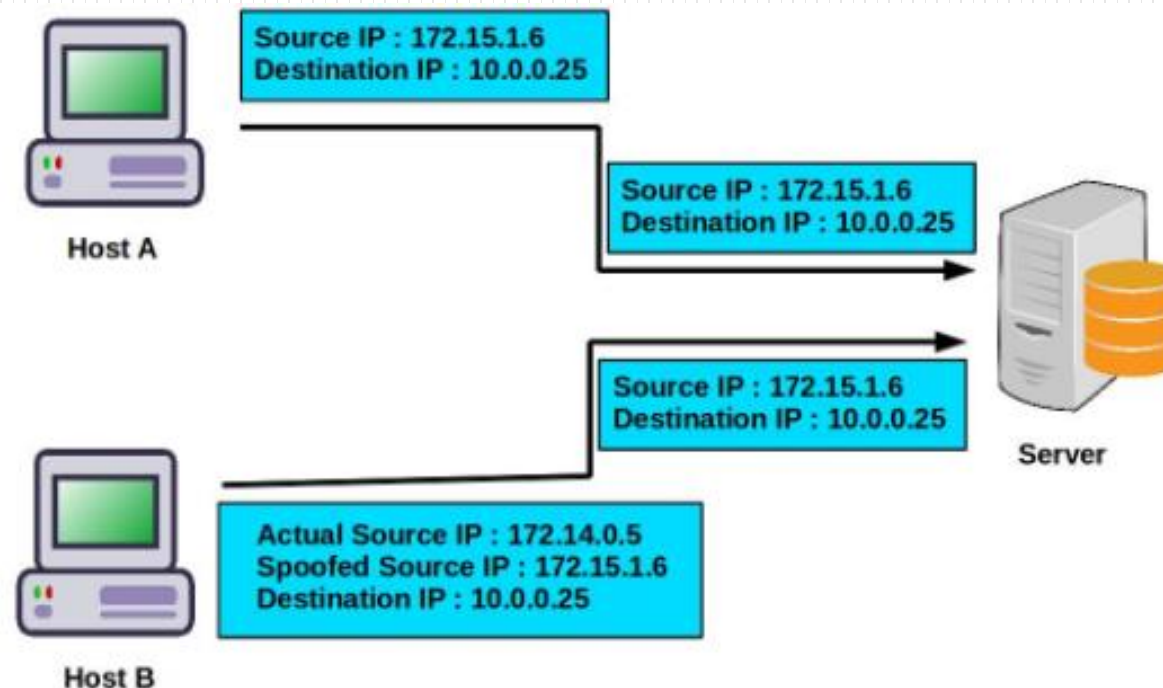 Source IP : 172.15.1.6
Destination IP : 10.0.0.25
Host A
Source IP : 172.15.1.6
Destination IP : 10.0.0.25
Source IP : 172.15.1.6
Destination IP : 10.0.0.25
Server
Actual Source IP : 172.14.0.5
Spoofed Source IP : 172.15.1.6
Destination IP : 10.0.0.25
Host B